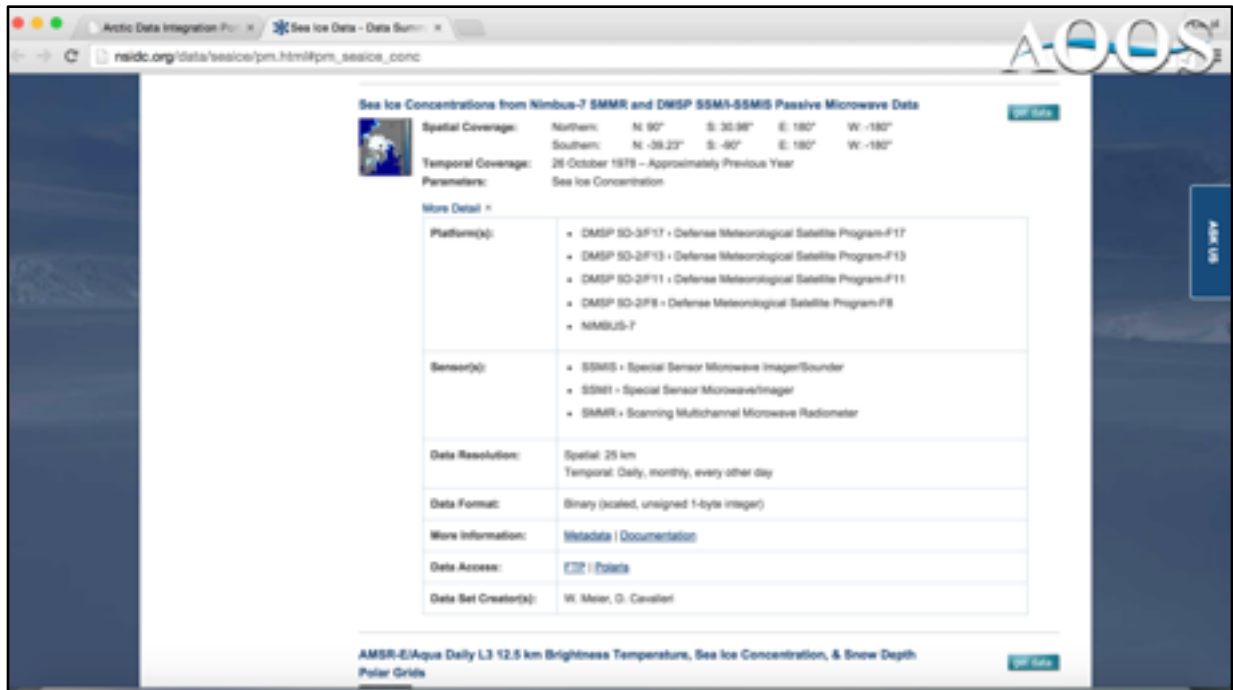 Arctic Data Integration Por
Sea Ice Data - Data Summ
AOOS
nsidc.org/data/seaice/pm.html#pm_seaice_conc
Sea Ice Concentrations from Nimbus-7 SMMR and DMSP SSM/I-SSMIS Passive Microwave Data
get data
Spatial Coverage: Northern: N: 90° S: 30.98° E: 180° W: -180°
Southern: N: -39.23° S: -90° E: 180° W: -180°
Temporal Coverage: 26 October 1978 – Approximately Previous Year
Parameters: Sea Ice Concentration
More Detail
Platform(s):
• DMSP 5D-3/F17 › Defense Meteorological Satellite Program-F17
• DMSP 5D-2/F13 › Defense Meteorological Satellite Program-F13
• DMSP 5D-2/F11 › Defense Meteorological Satellite Program-F11
• DMSP 5D-2/F8 › Defense Meteorological Satellite Program-F8
• NIMBUS-7
Sensor(s):
• SSMIS › Special Sensor Microwave Imager/Sounder
• SSM/I › Special Sensor Microwave/Imager
• SMMR › Scanning Multichannel Microwave Radiometer
Data Resolution: Spatial: 25 km
Temporal: Daily, monthly, every other day
Data Format: Binary (scaled, unsigned 1-byte integer)
More Information: Metadata | Documentation
Data Access: FTP | Polaris
Data Set Creator(s): W. Meier, D. Cavalieri
ASK US
AMSR-E/Aqua Daily L3 12.5 km Brightness Temperature, Sea Ice Concentration, & Snow Depth
Polar Grids
get data